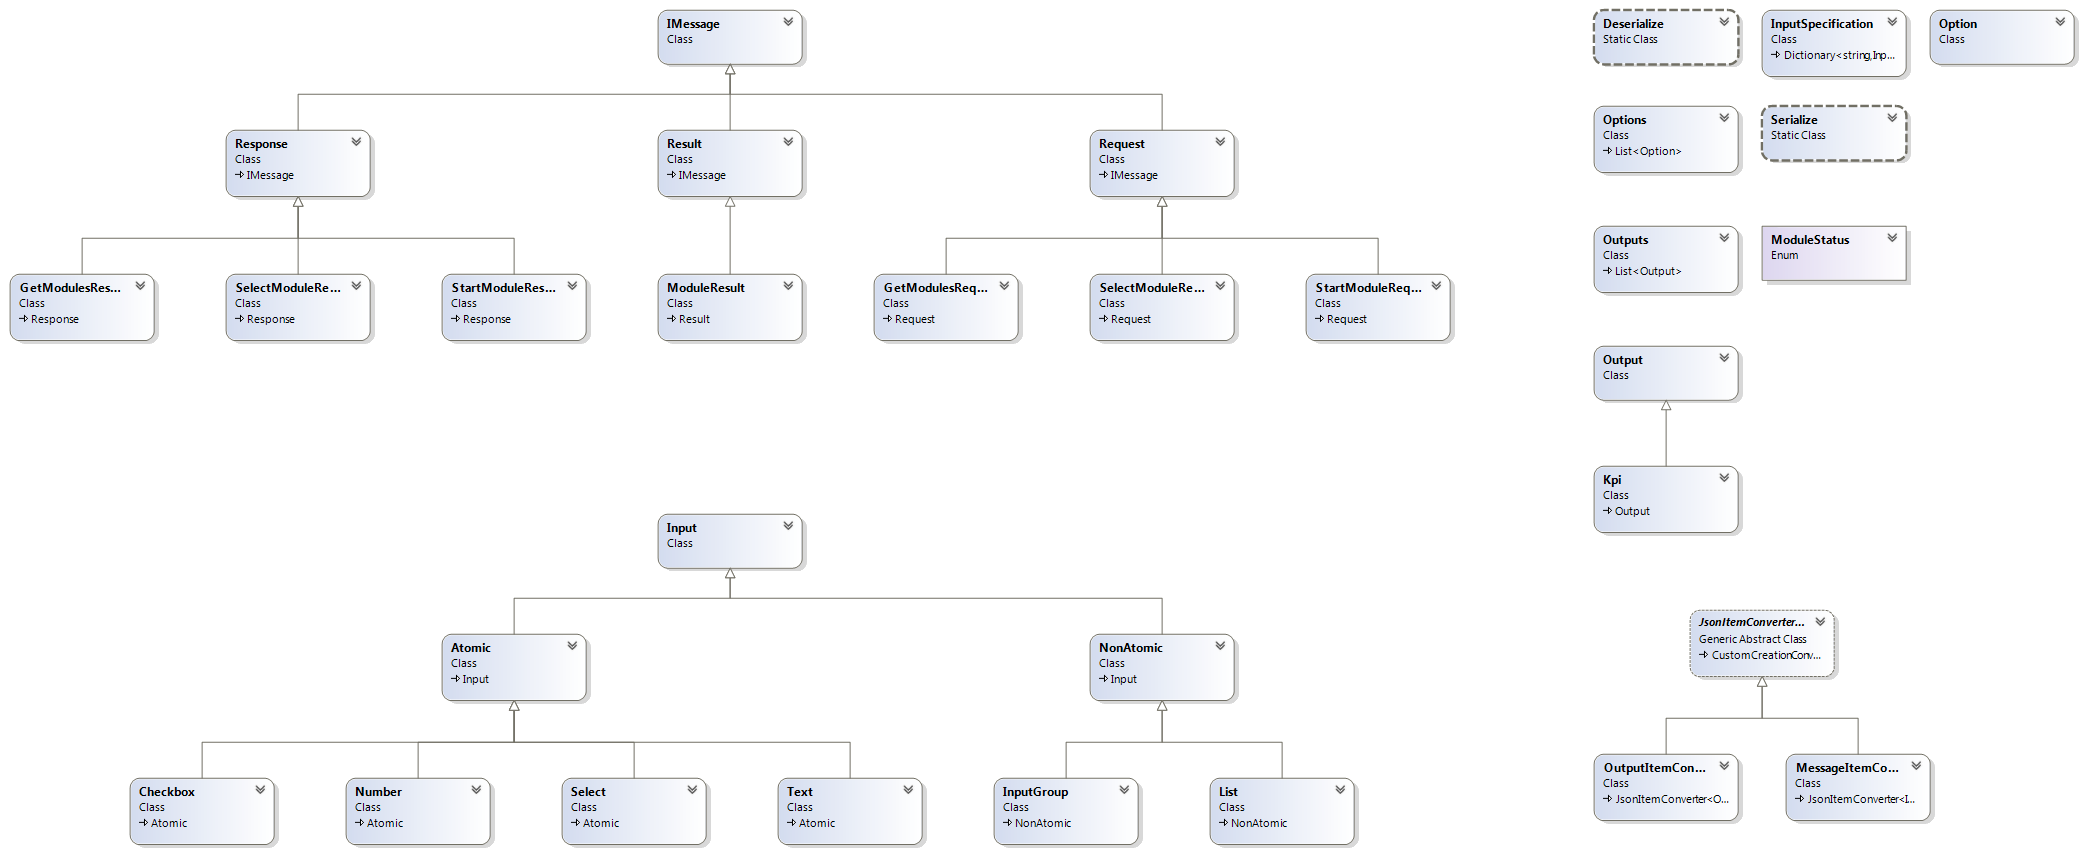 IMessage
Class
Response
Class
IMessage
Result
Class
IMessage
Request
Class
IMessage
GetModulesRes...
Class
Response
SelectModuleRe...
Class
Response
StartModuleRes...
Class
Response
ModuleResult
Class
Result
GetModulesReq...
Class
Request
SelectModuleRe...
Class
Request
StartModuleReq...
Class
Request
Input
Class
Atomic
Class
Input
NonAtomic
Class
Input
Checkbox
Class
Atomic
Number
Class
Atomic
Select
Class
Atomic
Text
Class
Atomic
InputGroup
Class
NonAtomic
List
Class
NonAtomic
Deserialize
Static Class
InputSpecification
Class
Dictionary<string,Inp...
Option
Class
Options
Class
List<Option>
Serialize
Static Class
Outputs
Class
List<Output>
ModuleStatus
Enum
Output
Class
Kpi
Class
Output
JsonItemConverter...
Generic Abstract Class
CustomCreationConv...
OutputItemCon...
Class
JsonItemConverter<O...
MessageItemCo...
Class
JsonItemConverter<I...